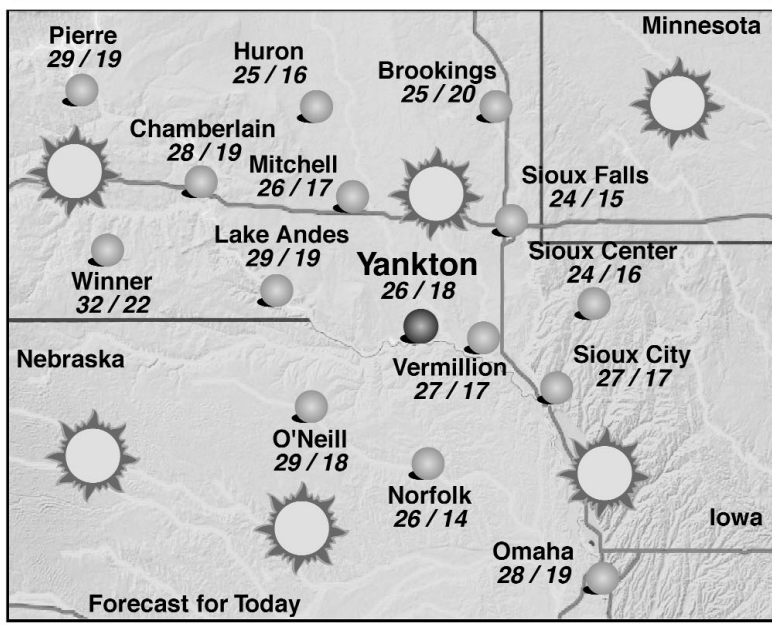 Minnesota
Pierre
29 / 19
Huron
25 / 16
Brookings
25 / 20
Chamberlain
28 / 19
Mitchell
26 / 17
Sioux Falls
24 / 15
Lake Andes
29 / 19
Winner
32 / 22
Yankton
26 / 18
Sioux Center
24 / 16
Nebraska
Vermillion
27 / 17
Sioux City
27 / 17
O'Neill
29 / 18
Norfolk
26 / 14
Iowa
Omaha
28 / 19
Forecast for Today